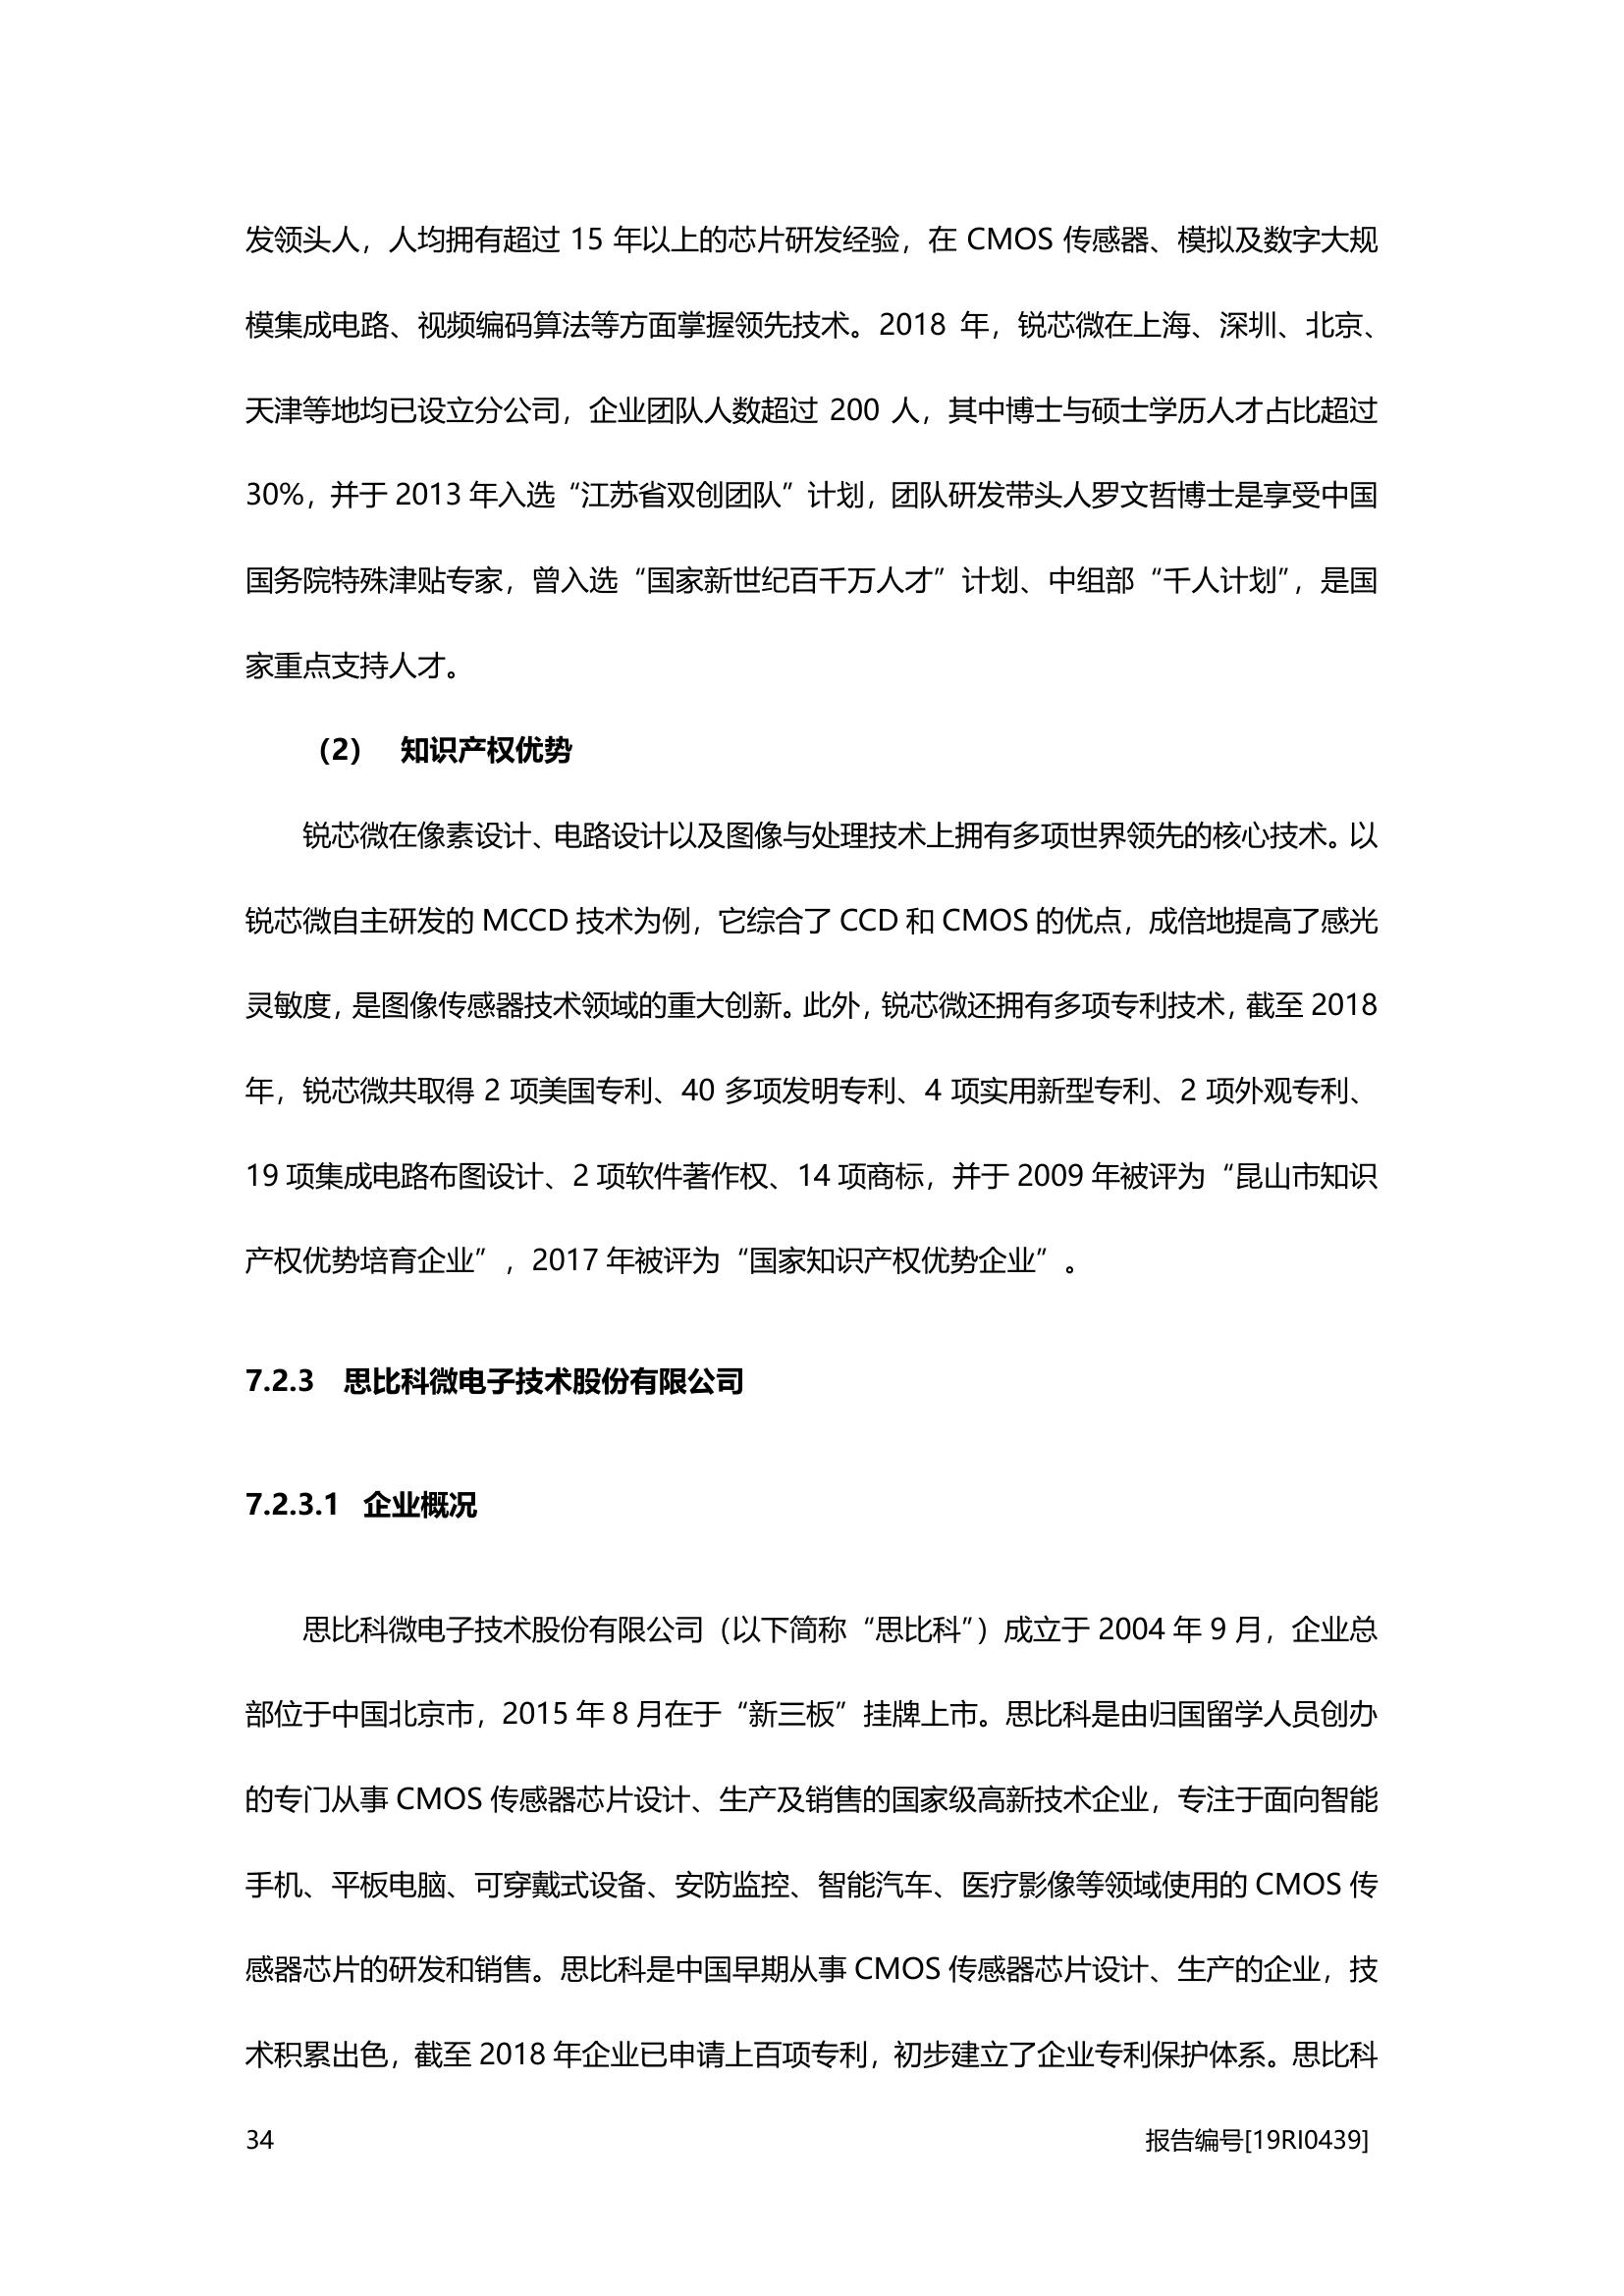 发领头人，人均拥有超过 15 年以上的芯片研发经验，在 CMOS 传感器、模拟及数字大规
模集成电路、视频编码算法等方面掌握领先技术。2018 年，锐芯微在上海、深圳、北京、
天津等地均已设立分公司，企业团队人数超过 200 人，其中博士与硕士学历人才占比超过
30%，并于 2013 年入选“江苏省双创团队”计划，团队研发带头人罗文哲博士是享受中国
国务院特殊津贴专家，曾入选“国家新世纪百千万人才”计划、中组部“千人计划”，是国
家重点支持人才。
（2） 知识产权优势
锐芯微在像素设计、电路设计以及图像与处理技术上拥有多项世界领先的核心技术。以
锐芯微自主研发的 MCCD 技术为例，它综合了 CCD 和 CMOS 的优点，成倍地提高了感光
灵敏度，是图像传感器技术领域的重大创新。此外，锐芯微还拥有多项专利技术，截至 2018
年，锐芯微共取得 2 项美国专利、40 多项发明专利、4 项实用新型专利、2 项外观专利、
19 项集成电路布图设计、2 项软件著作权、14 项商标，并于 2009 年被评为“昆山市知识
产权优势培育企业”，2017 年被评为“国家知识产权优势企业”。
7.2.3 思比科微电子技术股份有限公司
7.2.3.1 企业概况
思比科微电子技术股份有限公司（以下简称“思比科”）成立于 2004 年 9 月，企业总
部位于中国北京市，2015 年 8 月在于“新三板”挂牌上市。思比科是由归国留学人员创办
的专门从事 CMOS 传感器芯片设计、生产及销售的国家级高新技术企业，专注于面向智能
手机、平板电脑、可穿戴式设备、安防监控、智能汽车、医疗影像等领域使用的 CMOS 传
感器芯片的研发和销售。思比科是中国早期从事 CMOS 传感器芯片设计、生产的企业，技
术积累出色，截至 2018 年企业已申请上百项专利，初步建立了企业专利保护体系。思比科
34 报告编号[19RI0439]